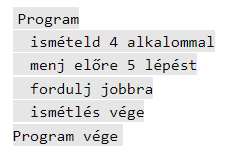 Program
ismételd 4 alkalommal
menj előre 5 lépést
fordulj jobbra
ismétlés vége
Program vége